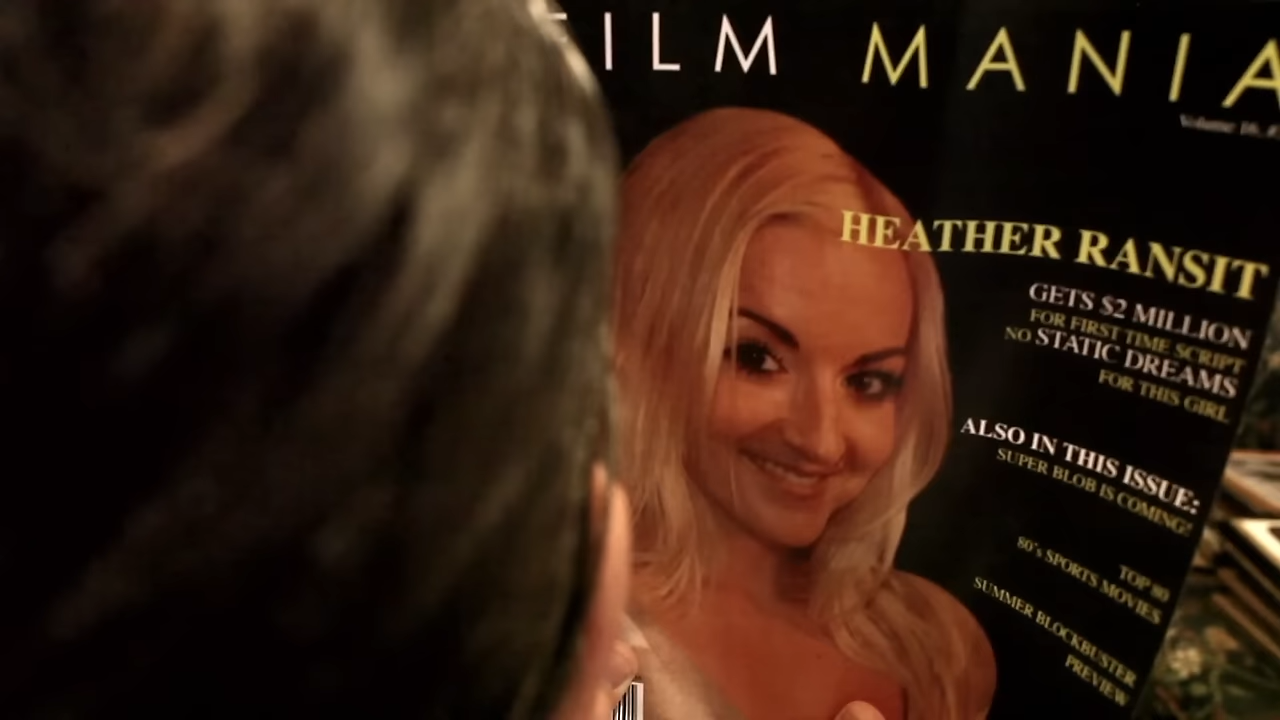 FILM MANIA
HEATHER RANSIT
GETS $2 MILLION
FOR FIRST TIME SCRIPT
NO STATIC DREAMS
FOR THIS GIRL
ALSO IN THIS ISSUE:
SUPER BLOB IS COMING!
TOP 80
80's SPORTS MOVIES
SUMMER BLOCKBUSTER
PREVIEW